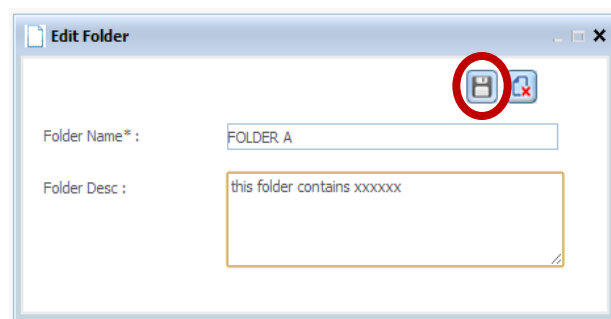 Edit Folder
Folder Name* : FOLDER A
Folder Desc : this folder contains xxxxxx